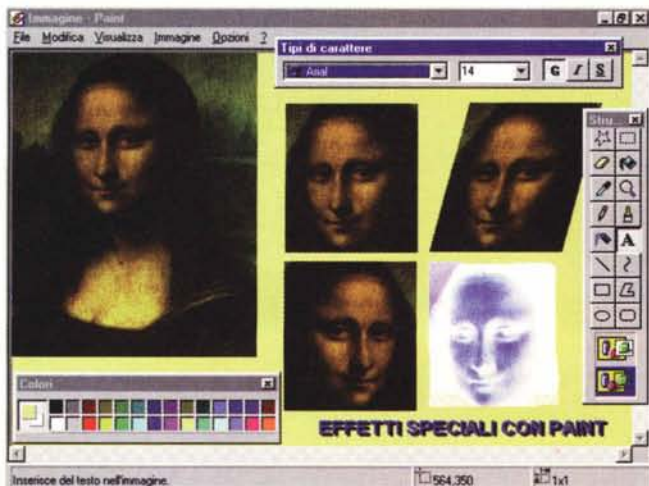 Immagine - Paint
File Modifica Visualizza Immagine Opzioni ?
Tipi di carattere
Arial 14 G I S
Stru...
A
Colori
EFFETTI SPECIALI CON PAINT
Inserisce del testo nell'immagine. 564,350 1x1